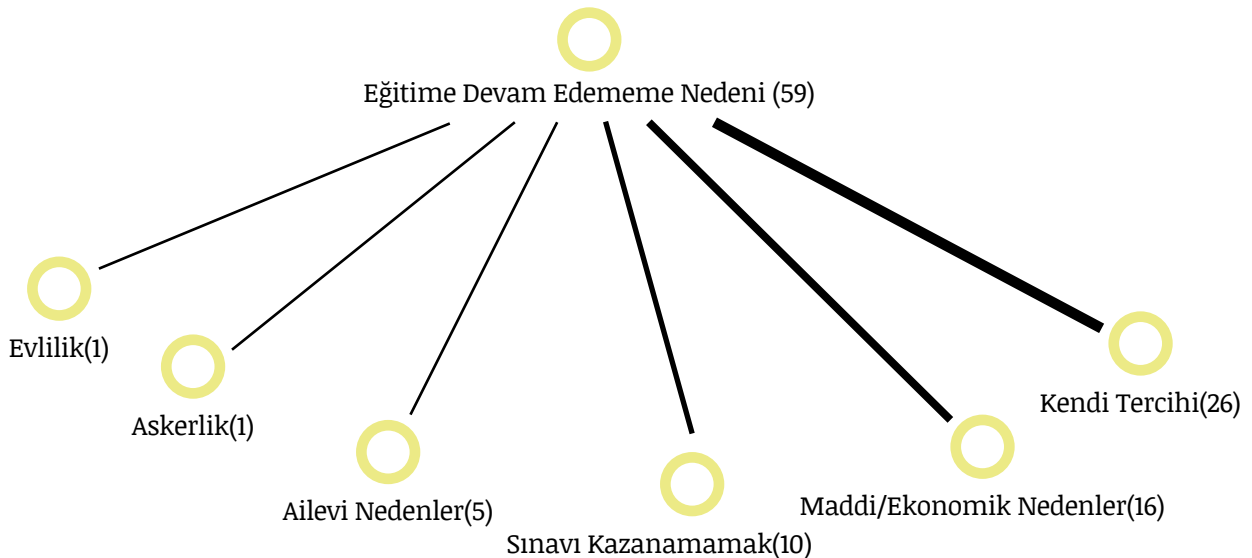 Eğitime Devam Edememe Nedeni (59)
Evlilik(1)
Askerlik(1)
Ailevi Nedenler(5)
Sınavı Kazanamamak(10)
Maddi/Ekonomik Nedenler(16)
Kendi Tercihi(26)